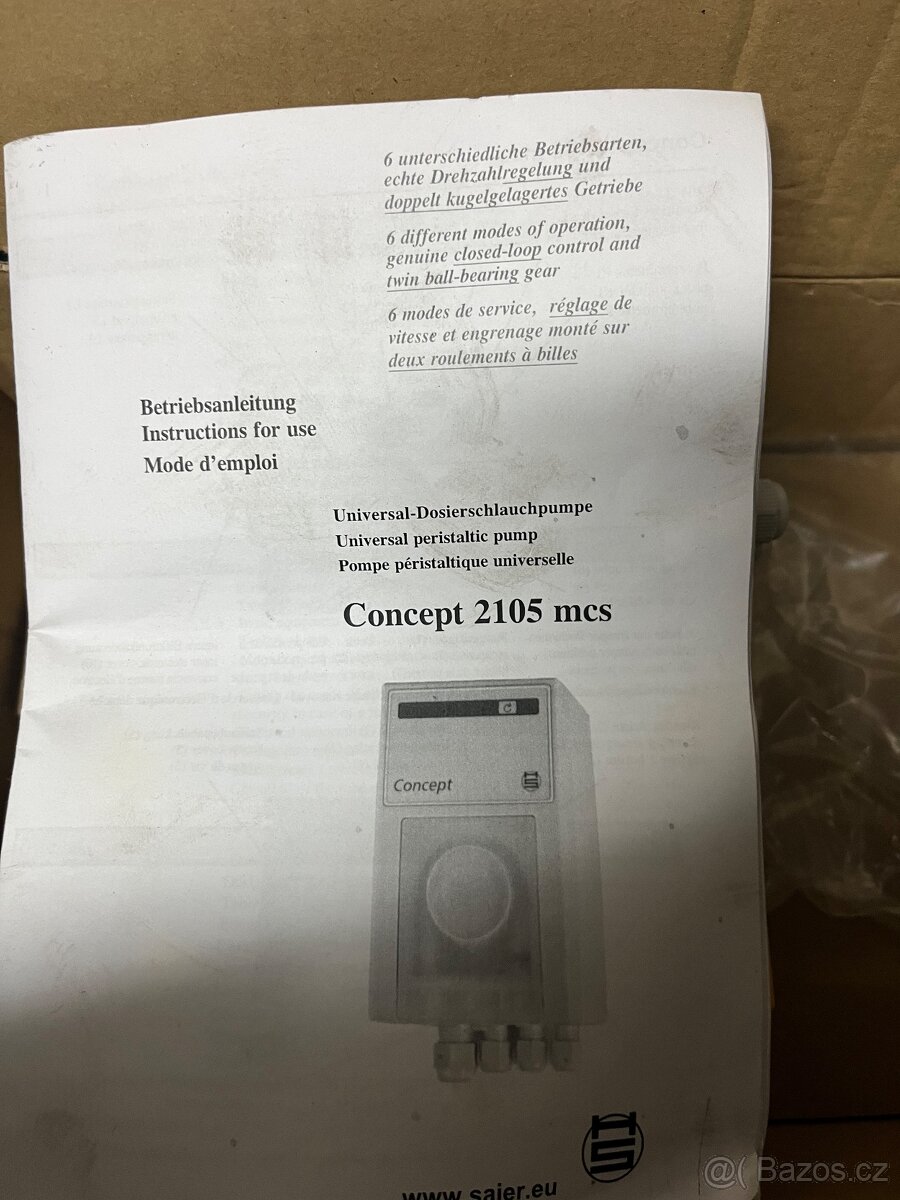 6 unterschiedliche Betriebsarten,
echte Drehzahlregelung und
doppelt kugelgelagertes Getriebe
6 different modes of operation,
genuine closed-loop control and
twin ball-bearing gear
6 modes de service, réglage de
vitesse et engrenage monté sur
deux roulements à billes
Betriebsanleitung
Instructions for use
Mode d'emploi
Universal-Dosierschlauchpumpe
Universal peristaltic pump
Pompe péristaltique universelle
Concept 2105 mcs
Concept
www.saier.eu
@( Bazos.cz